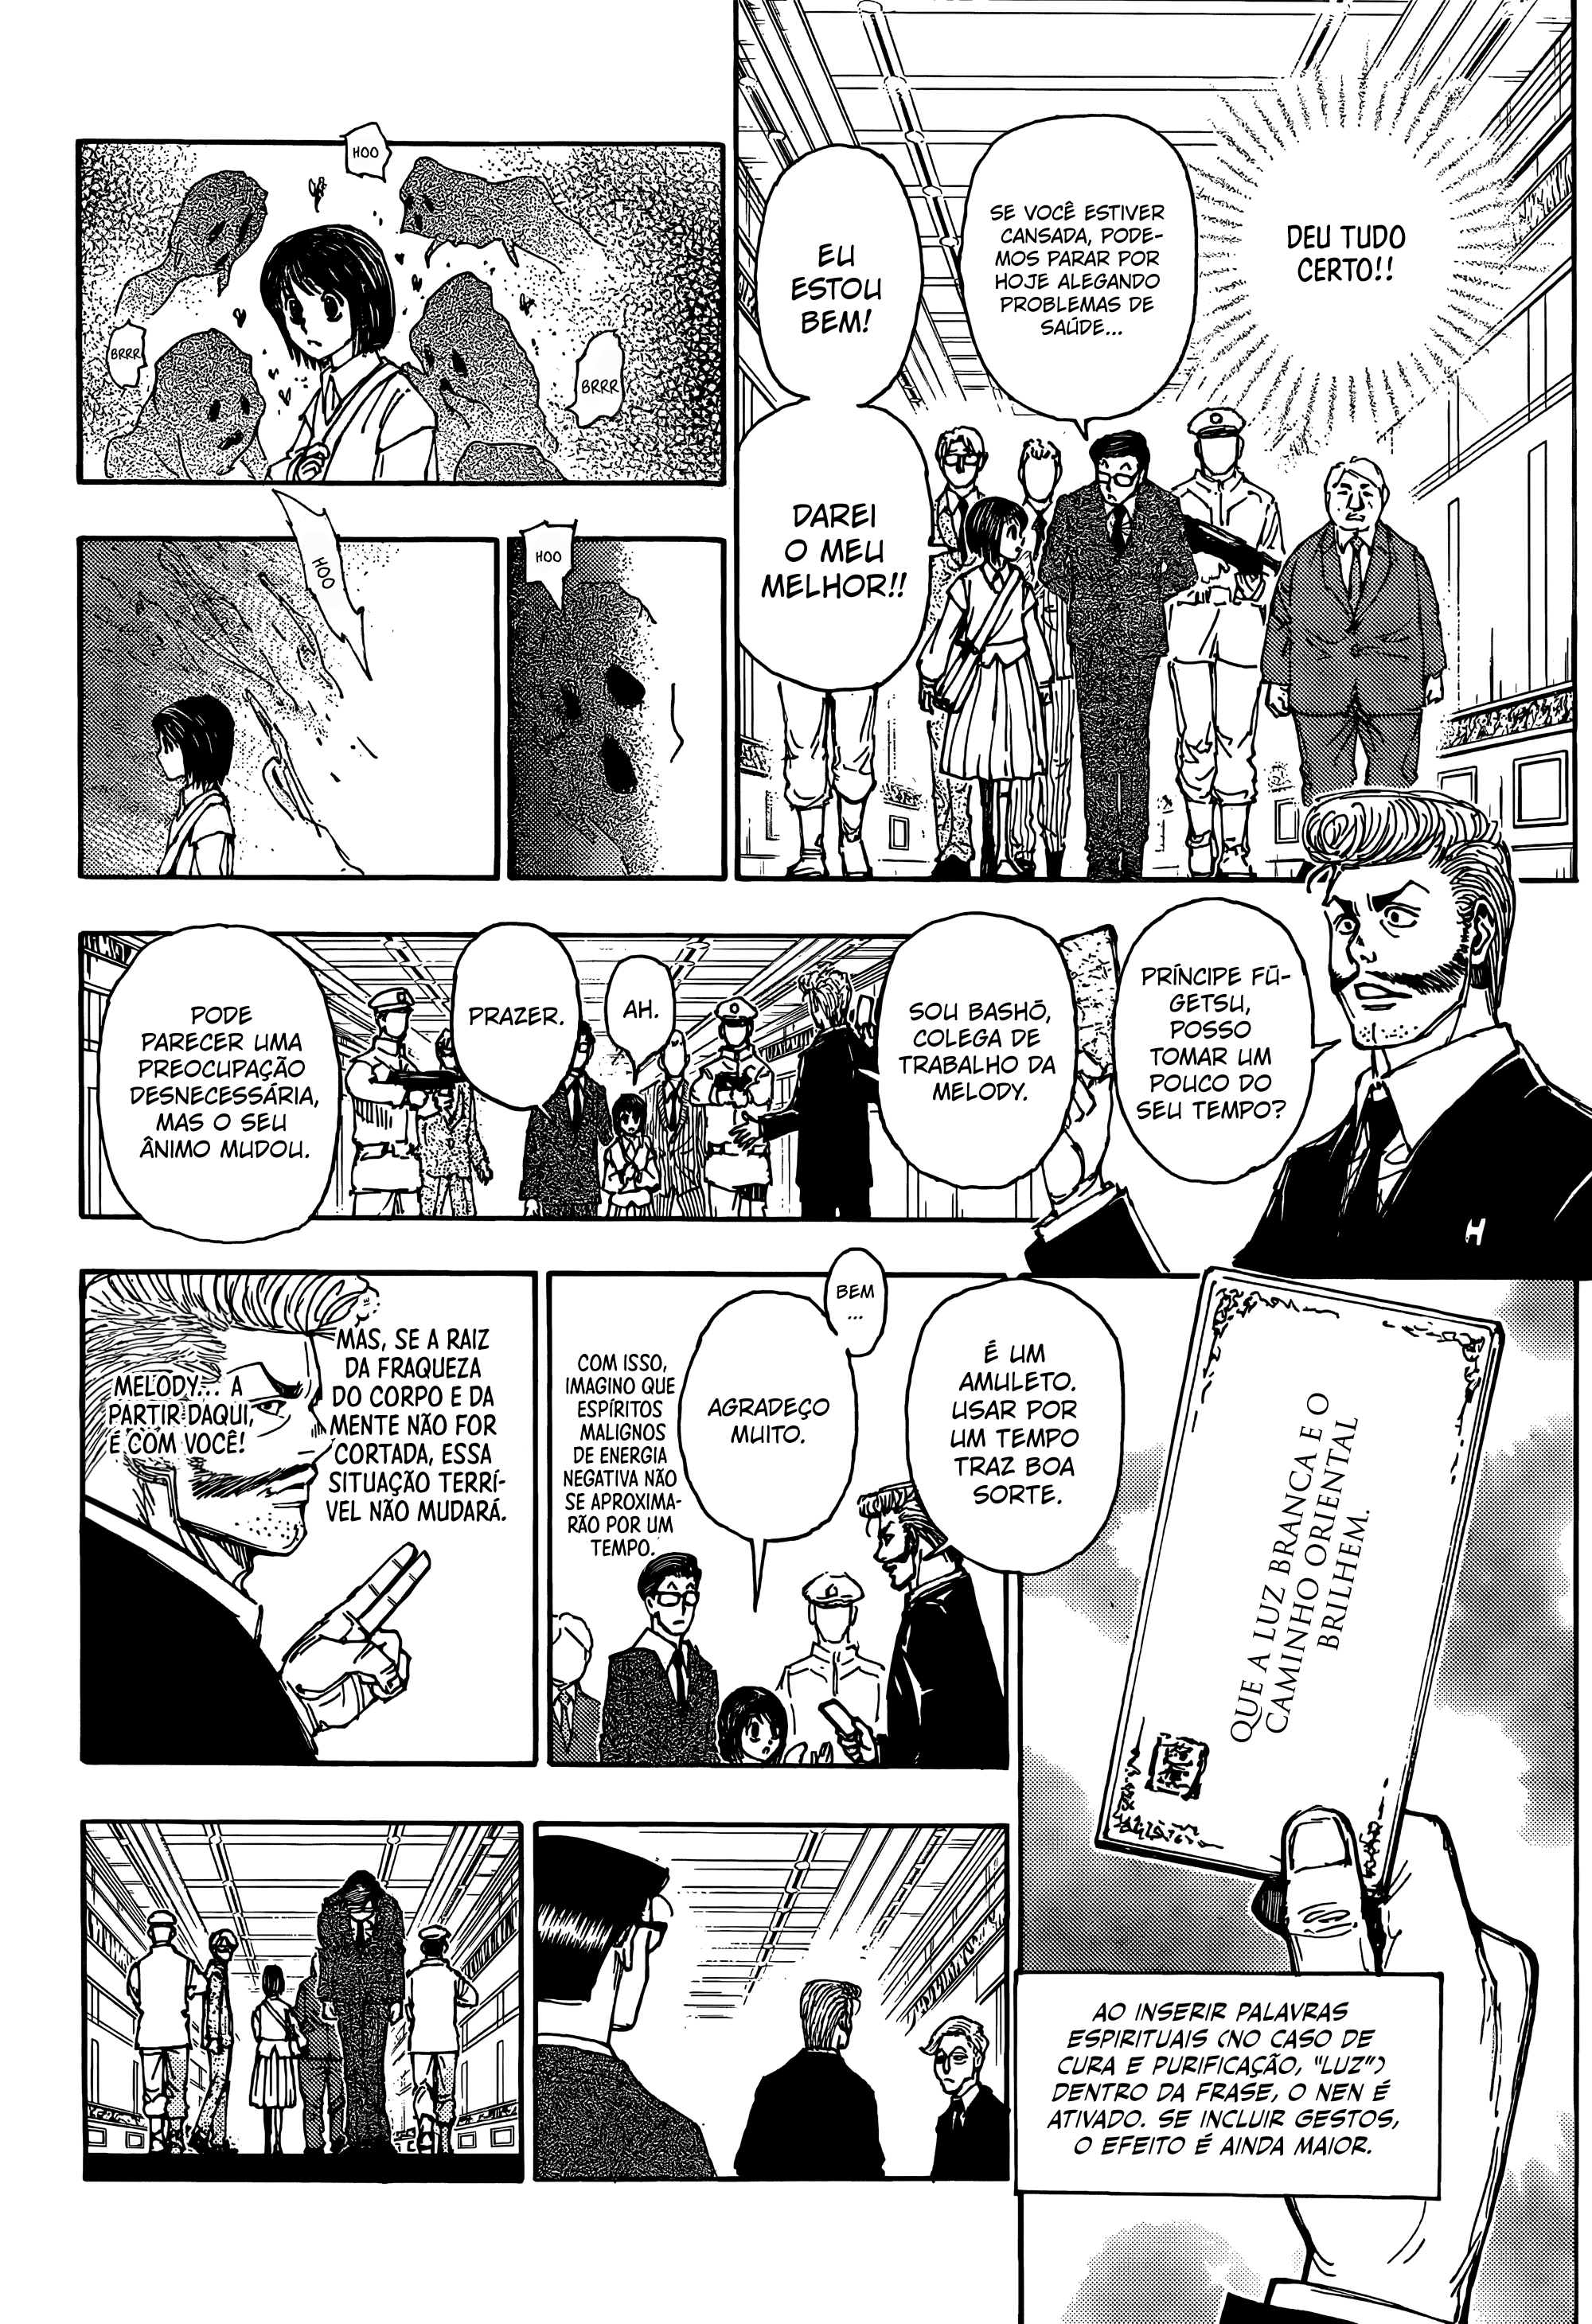 DEU TUDO
CERTO!!
SE VOCÊ ESTIVER
CANSADA, PODE-
MOS PARAR POR
HOJE ALEGANDO
PROBLEMAS DE
SAÚDE...
EU
ESTOU
BEM!
DAREI
O MEU
MELHOR!!
HOO
BRRR
BRRR
HOO
HOO
PRÍNCIPE FU-
GETSU,
POSSO
TOMAR UM
POUCO DO
SEU TEMPO?
H
SOU BASHŌ,
COLEGA DE
TRABALHO DA
MELODY.
AH.
PRAZER.
PODE
PARECER UMA
PREOCUPAÇÃO
DESNECESSÁRIA,
MAS O SEU
ÂNIMO MUDOU.
QUE A LUZ BRANCA E O
CAMINHO ORIENTAL
BRILHEM.
AO INSERIR PALAVRAS
ESPIRITUAIS (NO CASO DE
CURA E PURIFICAÇÃO, "LUZ")
DENTRO DA FRASE, O NEN É
ATIVADO. SE INCLUIR GESTOS,
O EFEITO É AINDA MAIOR.
É UM
AMULETO.
USAR POR
UM TEMPO
TRAZ BOA
SORTE.
BEM
...
AGRADEÇO
MUITO.
COM ISSO,
IMAGINO QUE
ESPÍRITOS
MALIGNOS
DE ENERGIA
NEGATIVA NÃO
SE APROXIMA-
RÃO POR UM
TEMPO.
MAS, SE A RAIZ
DA FRAQUEZA
DO CORPO E DA
MENTE NÃO FOR
CORTADA, ESSA
SITUAÇÃO TERRÍ-
VEL NÃO MUDARÁ.
MELODY... A
PARTIR DAQUI,
É COM VOCÊ!